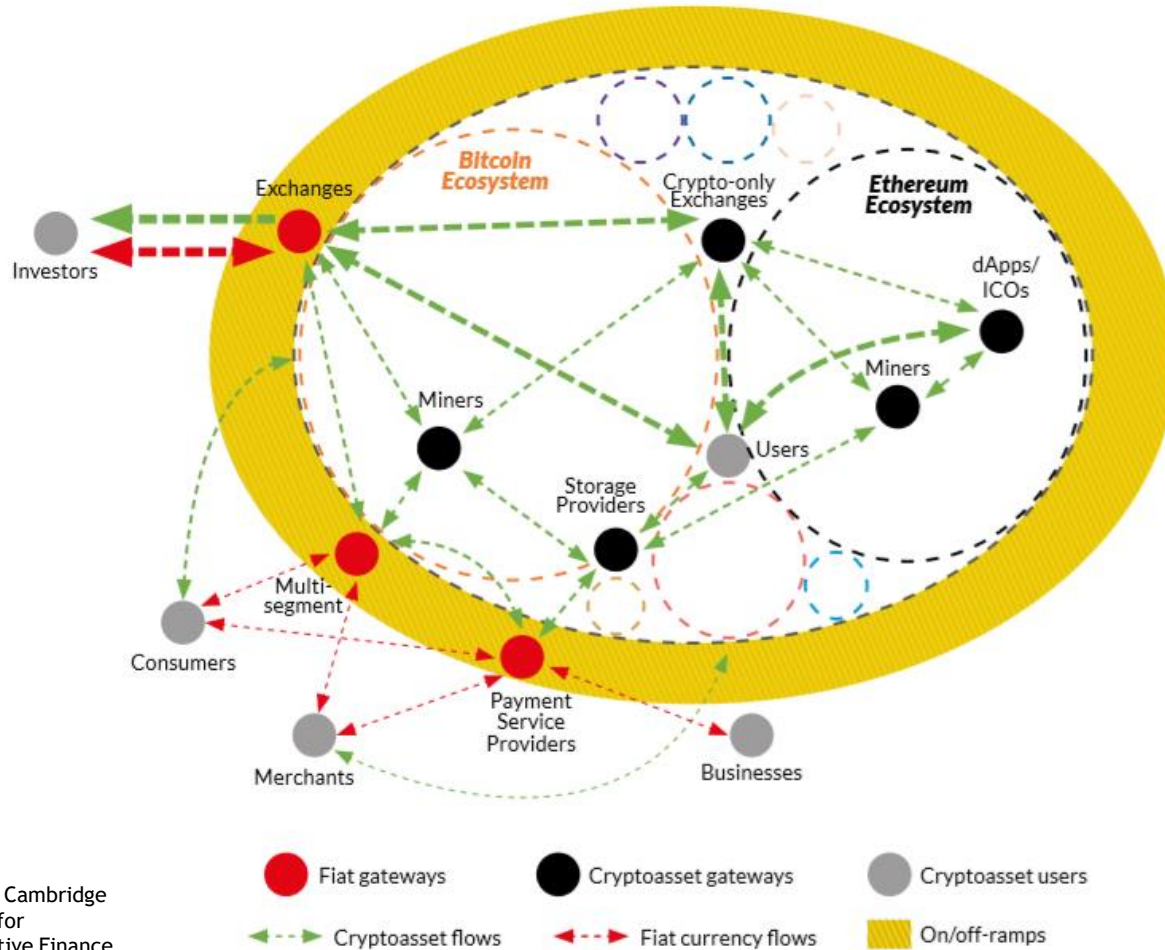 Bitcoin
Ecosystem
Exchanges
Crypto-only
Exchanges
Ethereum
Ecosystem
Investors
dApps/
ICOs
Miners
Miners
Users
Storage
Providers
Multi-
segment
Consumers
Payment
Service
Providers
Merchants
Businesses
Fiat gateways
Cryptoasset gateways
Cryptoasset users
Cambridge
for
tive Finance
Cryptoasset flows
Fiat currency flows
On/off-ramps